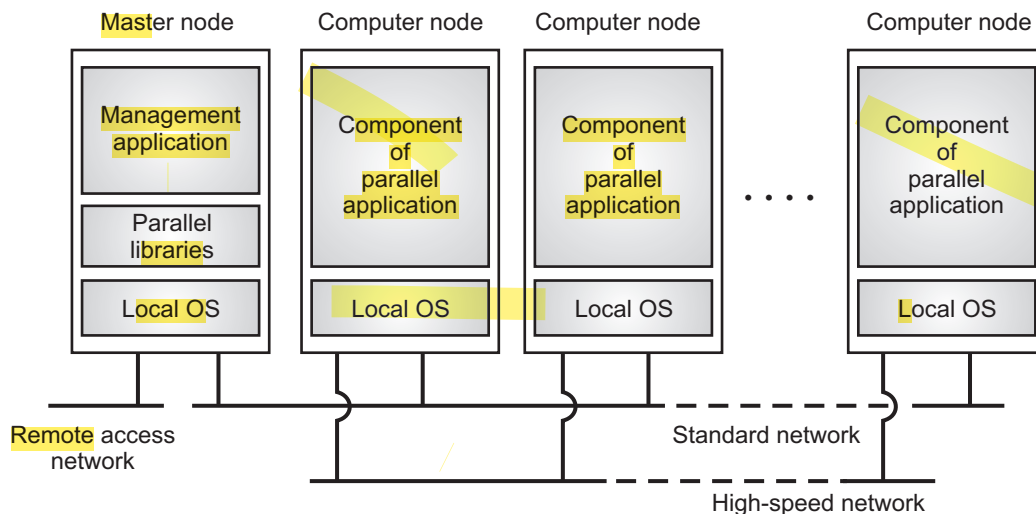 Master node
Computer node
Computer node
Computer node
Management
application
Parallel
libraries
Local OS
Component
of
parallel
application
Local OS
Component
of
parallel
application
Local OS
. . . .
Component
of
parallel
application
Local OS
Remote access
network
Standard network
High-speed network